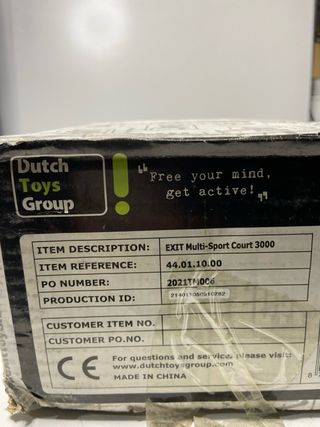 Dutch
Toys
Group
"Free your mind,
get active!"
ITEM DESCRIPTION: EXIT Multi-Sport Court 3000
ITEM REFERENCE: 44.01.10.00
PO NUMBER: 2021TM006
PRODUCTION ID:
CUSTOMER ITEM NO.
CUSTOMER PO.NO.
CE For questions and service, please visit:
www.dutchtoysgroup.com
MADE IN CHINA